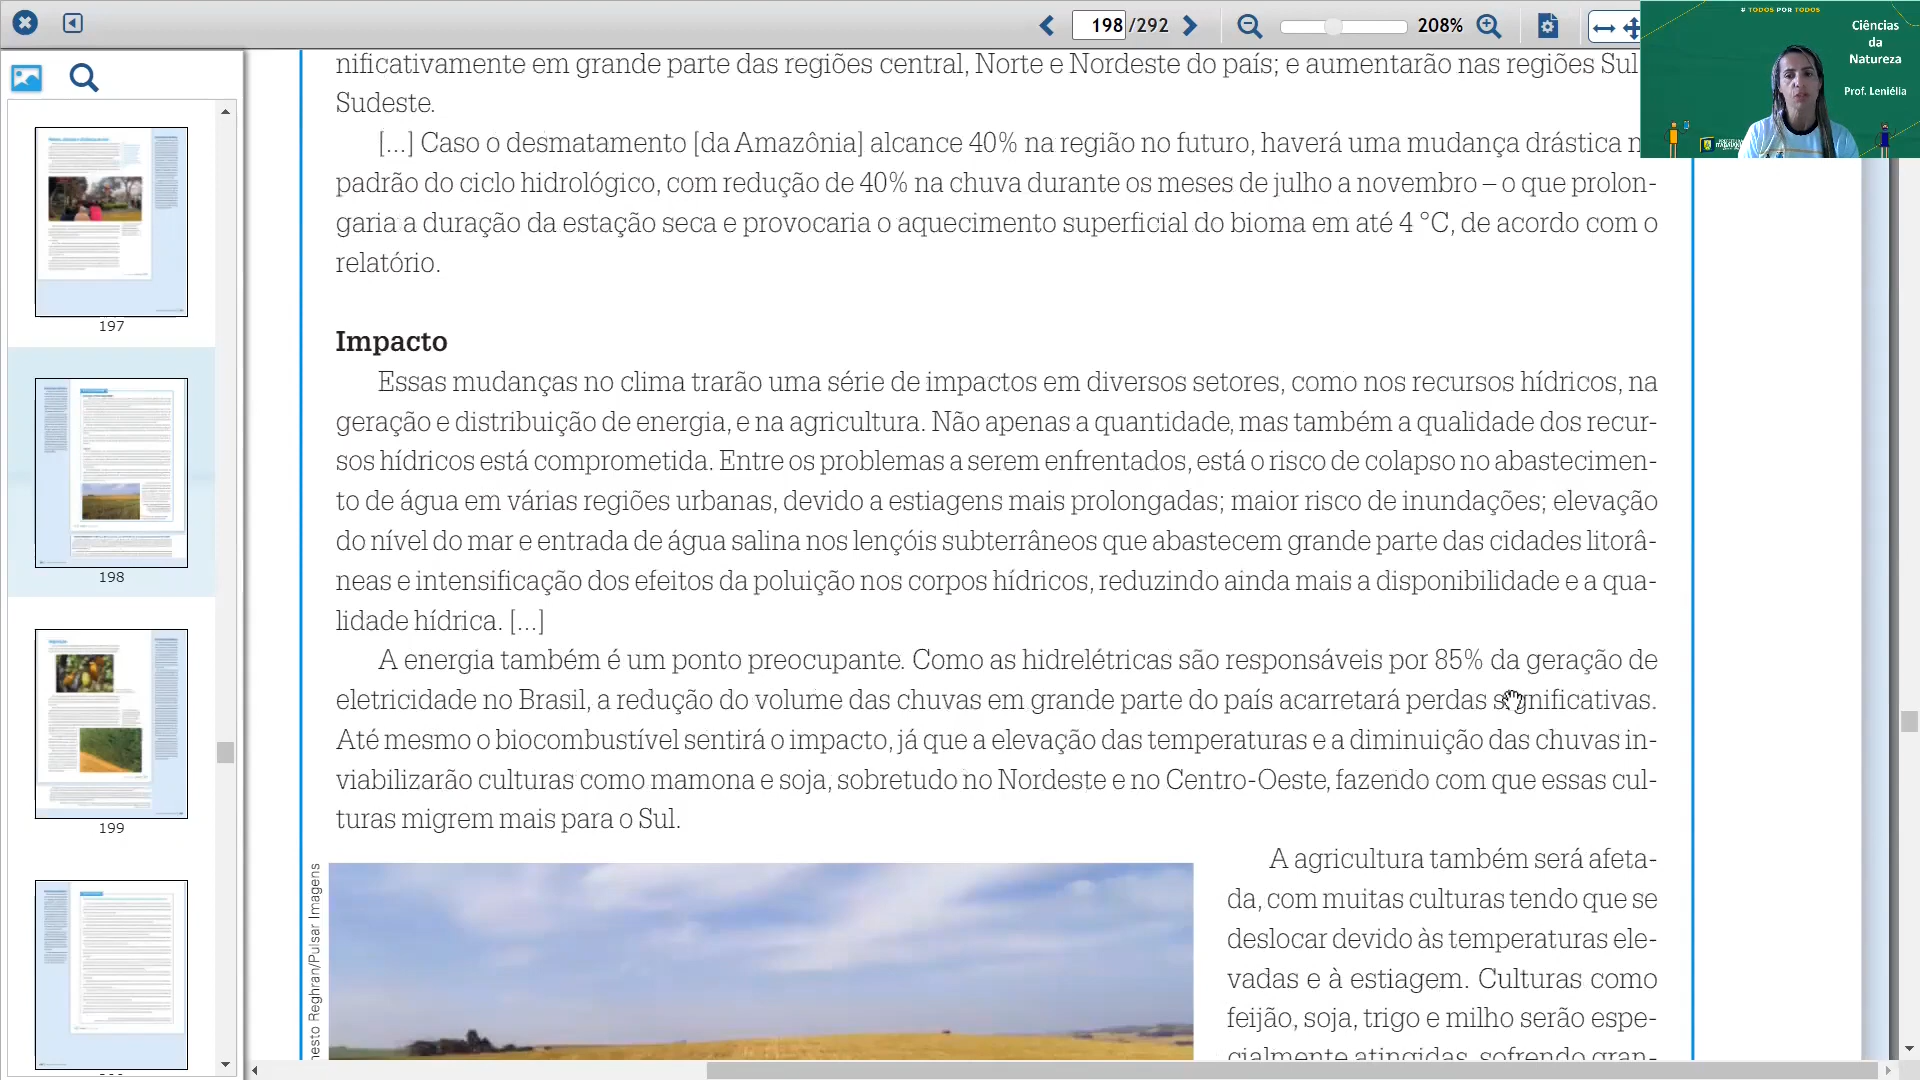 198 /292
208%
# TODOS POR TODOS
Ciências
da
Natureza
Prof. Leniélia
197
198
199
nificativamente em grande parte das regiões central, Norte e Nordeste do país; e aumentarão nas regiões Sul
Sudeste.
[...] Caso o desmatamento [da Amazônia] alcance 40% na região no futuro, haverá uma mudança drástica n
padrão do ciclo hidrológico, com redução de 40% na chuva durante os meses de julho a novembro – o que prolon-
garia a duração da estação seca e provocaria o aquecimento superficial do bioma em até 4 °C, de acordo com o
relatório.
Impacto
Essas mudanças no clima trarão uma série de impactos em diversos setores, como nos recursos hídricos, na
geração e distribuição de energia, e na agricultura. Não apenas a quantidade, mas também a qualidade dos recur-
sos hídricos está comprometida. Entre os problemas a serem enfrentados, está o risco de colapso no abastecimen-
to de água em várias regiões urbanas, devido a estiagens mais prolongadas; maior risco de inundações; elevação
do nível do mar e entrada de água salina nos lençóis subterrâneos que abastecem grande parte das cidades litorâ-
neas e intensificação dos efeitos da poluição nos corpos hídricos, reduzindo ainda mais a disponibilidade e a qua-
lidade hídrica. [...]
A energia também é um ponto preocupante. Como as hidrelétricas são responsáveis por 85% da geração de
eletricidade no Brasil, a redução do volume das chuvas em grande parte do país acarretará perdas significativas.
Até mesmo o biocombustível sentirá o impacto, já que a elevação das temperaturas e a diminuição das chuvas in-
viabilizarão culturas como mamona e soja, sobretudo no Nordeste e no Centro-Oeste, fazendo com que essas cul-
turas migrem mais para o Sul.
nesto Reghran/Pulsar Imagens
A agricultura também será afeta-
da, com muitas culturas tendo que se
deslocar devido às temperaturas ele-
vadas e à estiagem. Culturas como
feijão, soja, trigo e milho serão espe-
cialmente atingidas, sofrendo gran-